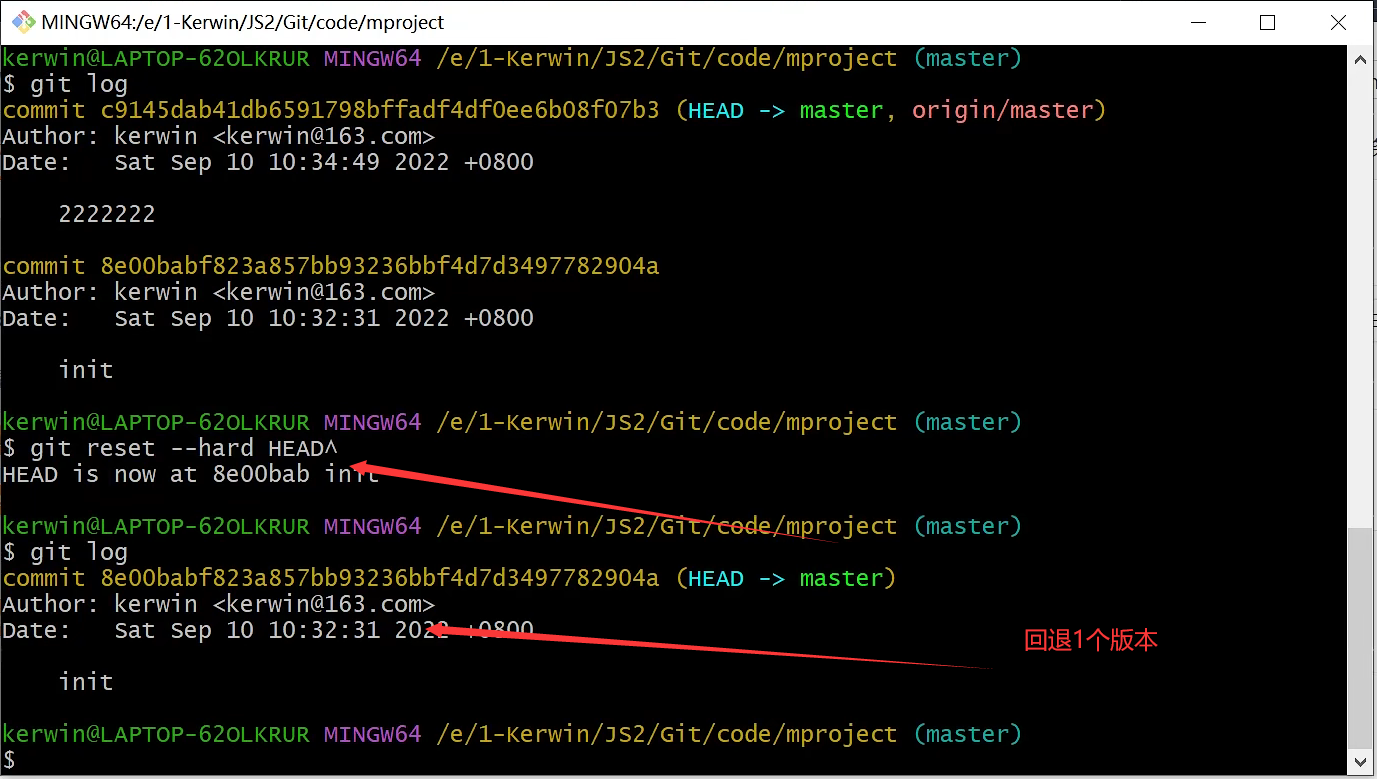 MINGW64:/e/1-Kerwin/JS2/Git/code/mproject
kerwin@LAPTOP-62OLKRUR MINGW64 /e/1-Kerwin/JS2/Git/code/mproject (master)
$ git log
commit c9145dab41db6591798bffadf4df0ee6b08f07b3 (HEAD -> master, origin/master)
Author: kerwin <kerwin@163.com>
Date:   Sat Sep 10 10:34:49 2022 +0800
2222222
commit 8e00babf823a857bb93236bbf4d7d3497782904a
Author: kerwin <kerwin@163.com>
Date:   Sat Sep 10 10:32:31 2022 +0800
init
kerwin@LAPTOP-62OLKRUR MINGW64 /e/1-Kerwin/JS2/Git/code/mproject (master)
$ git reset --hard HEAD^
HEAD is now at 8e00bab init
kerwin@LAPTOP-62OLKRUR MINGW64 /e/1-Kerwin/JS2/Git/code/mproject (master)
$ git log
commit 8e00babf823a857bb93236bbf4d7d3497782904a (HEAD -> master)
Author: kerwin <kerwin@163.com>
Date:   Sat Sep 10 10:32:31 2022 +0800
回退1个版本
init
kerwin@LAPTOP-62OLKRUR MINGW64 /e/1-Kerwin/JS2/Git/code/mproject (master)
$